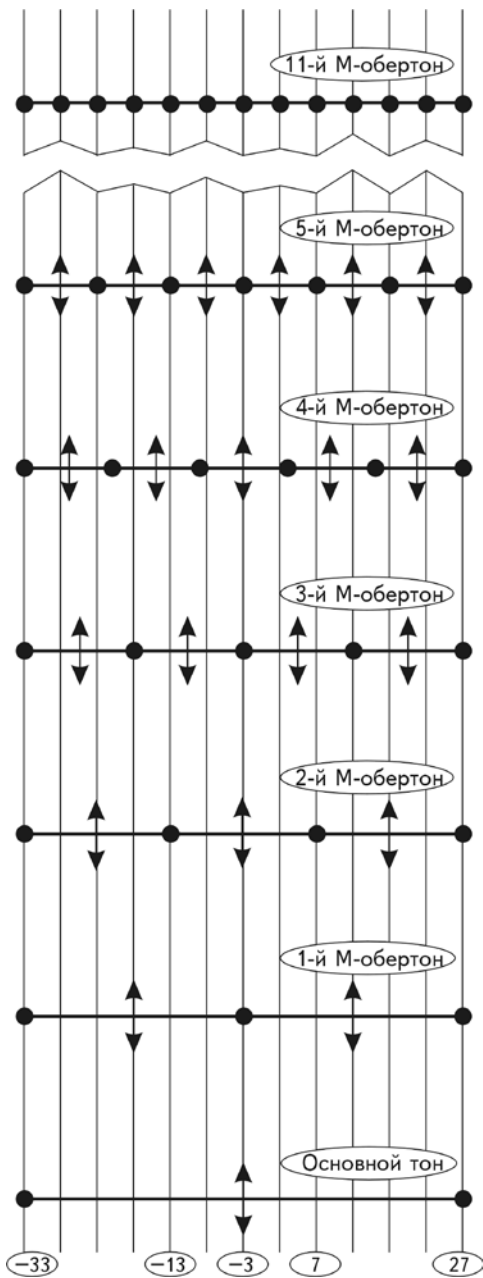 11-й М-обертон
5-й М-обертон
4-й М-обертон
3-й М-обертон
2-й М-обертон
1-й М-обертон
Основной тон
−33 −13 −3 7 27